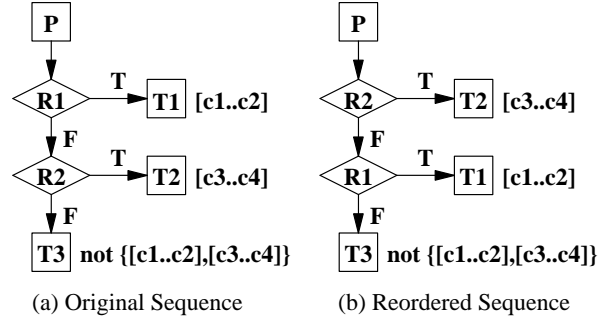 P
R1
T
T1 [c1..c2]
F
R2
T
T2 [c3..c4]
F
T3 not {[c1..c2],[c3..c4]}
(a) Original Sequence
P
R2
T
T2 [c3..c4]
F
R1
T
T1 [c1..c2]
F
T3 not {[c1..c2],[c3..c4]}
(b) Reordered Sequence